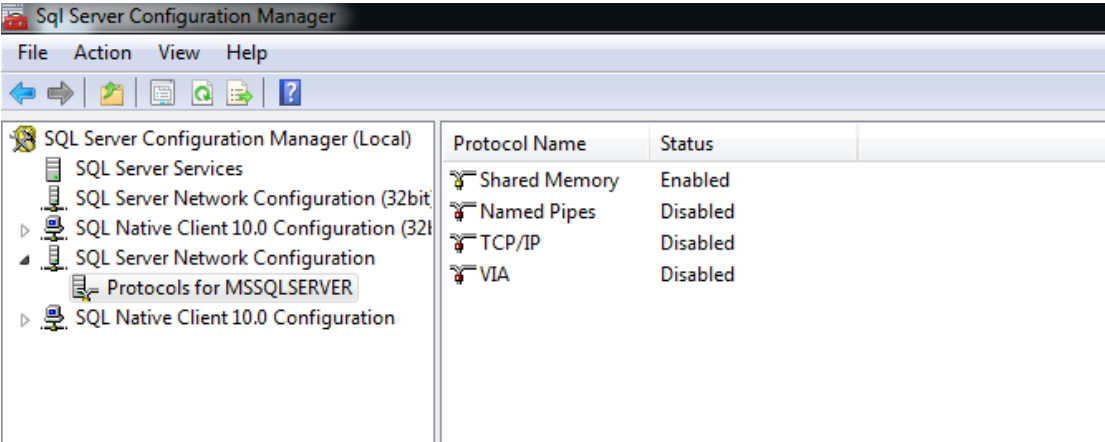 Sql Server Configuration Manager
File Action View Help
SQL Server Configuration Manager (Local)
SQL Server Services
SQL Server Network Configuration (32bit
SQL Native Client 10.0 Configuration (32
SQL Server Network Configuration
Protocols for MSSQLSERVER
SQL Native Client 10.0 Configuration
Protocol Name Status
Shared Memory Enabled
Named Pipes Disabled
TCP/IP Disabled
VIA Disabled